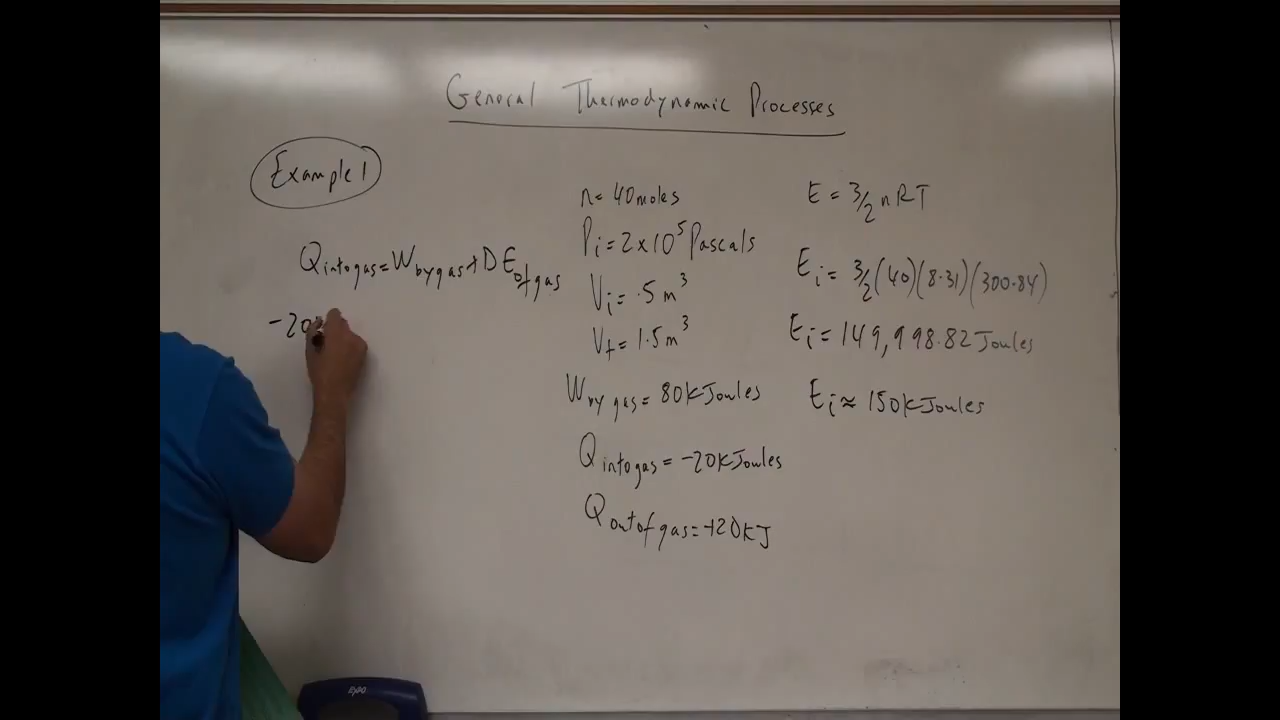 General Thermodynamic Processes
Example 1
Q into gas = W by gas + D E of gas
-20
n = 40 moles
Pi = 2 x 10^5 Pascals
Vi = .5 m^3
Vf = 1.5 m^3
W by gas = 80 kJoules
Q into gas = -20 kJoules
Q out of gas = +20 kJ
E = 3/2 n R T
Ei = 3/2 (40) (8.31) (300.84)
Ei = 149,998.82 Joules
Ei ≈ 150 kJoules
EXPO